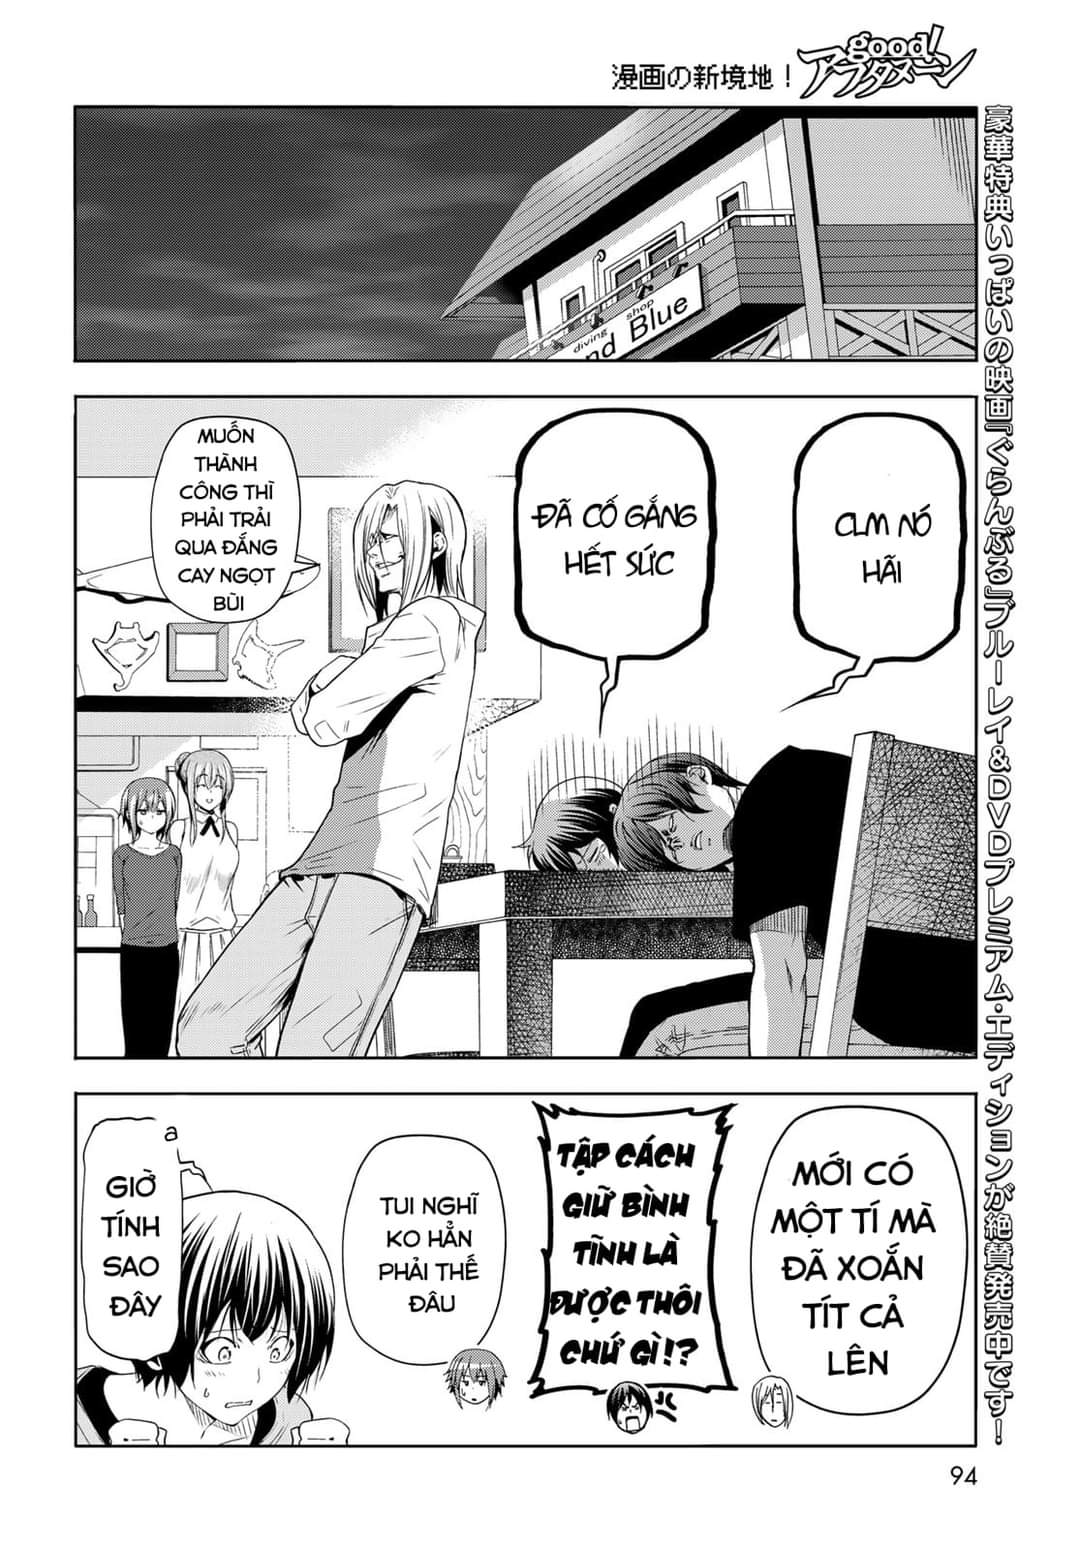 漫画の新境地！
good!
アフタヌーン
豪華特典いっぱいの映画『ぐらんぶる』ブルーレイ&DVDプレミアム・エディションが絶賛発売中です！
diving shop
nd Blue
CLM NÓ
HÃI
ĐÃ CỐ GẮNG
HẾT SỨC
MUỐN
THÀNH
CÔNG THÌ
PHẢI TRẢI
QUA ĐẮNG
CAY NGỌT
BÙI
MỚI CÓ
MỘT TÍ MÀ
ĐÃ XOẮN
TÍT CẢ
LÊN
TẬP CÁCH
GIỮ BÌNH
TĨNH LÀ
ĐƯỢC THÔI
CHỨ GÌ!?
TUI NGHĨ
KO HẲN
PHẢI THẾ
ĐÂU
a
GIỜ
TÍNH
SAO
ĐÂY
94